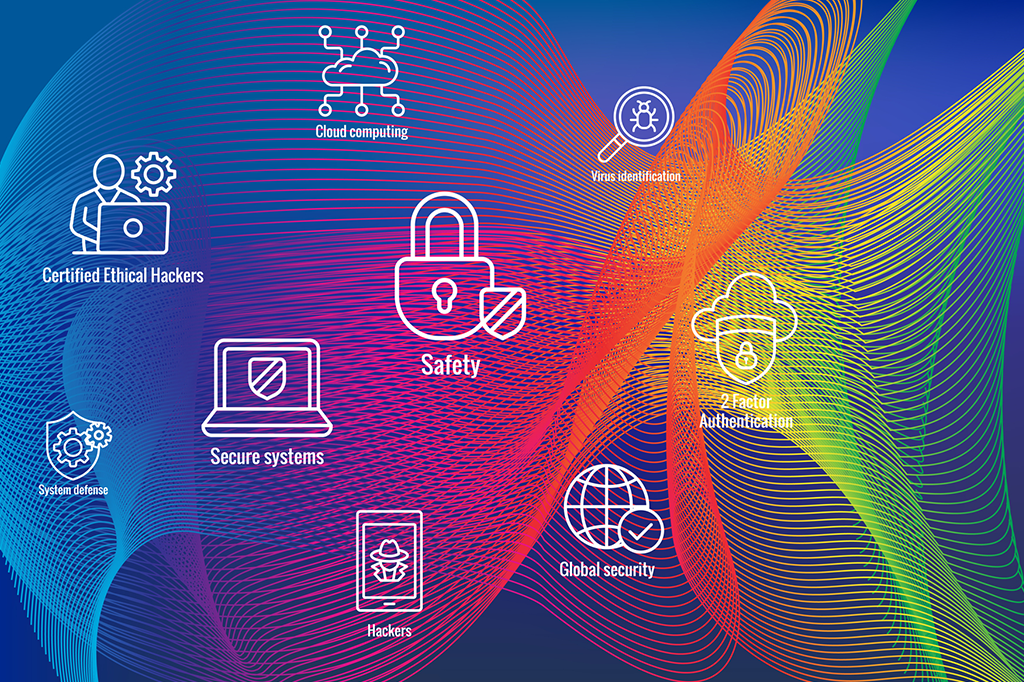 Cloud computing
Virus identification
Certified Ethical Hackers
Safety
2 Factor
Authentication
Secure systems
System defense
Global security
Hackers